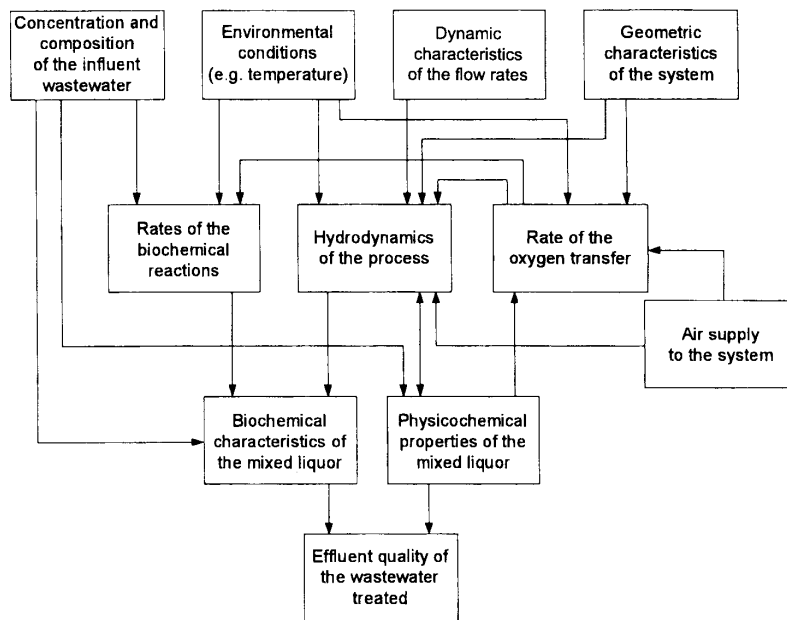 Concentration and
composition
of the influent
wastewater
Environmental
conditions
(e.g. temperature)
Dynamic
characteristics
of the flow rates
Geometric
characteristics
of the system
Rates of the
biochemical
reactions
Hydrodynamics
of the process
Rate of the
oxygen transfer
Air supply
to the system
Biochemical
characteristics of
the mixed liquor
Physicochemical
properties of the
mixed liquor
Effluent quality of
the wastewater
treated